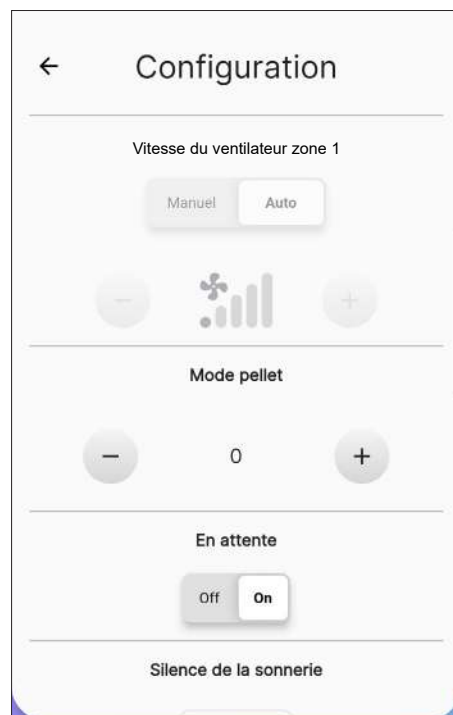 Configuration
Vitesse du ventilateur zone 1
Manuel Auto
Mode pellet
0
En attente
Off On
Silence de la sonnerie